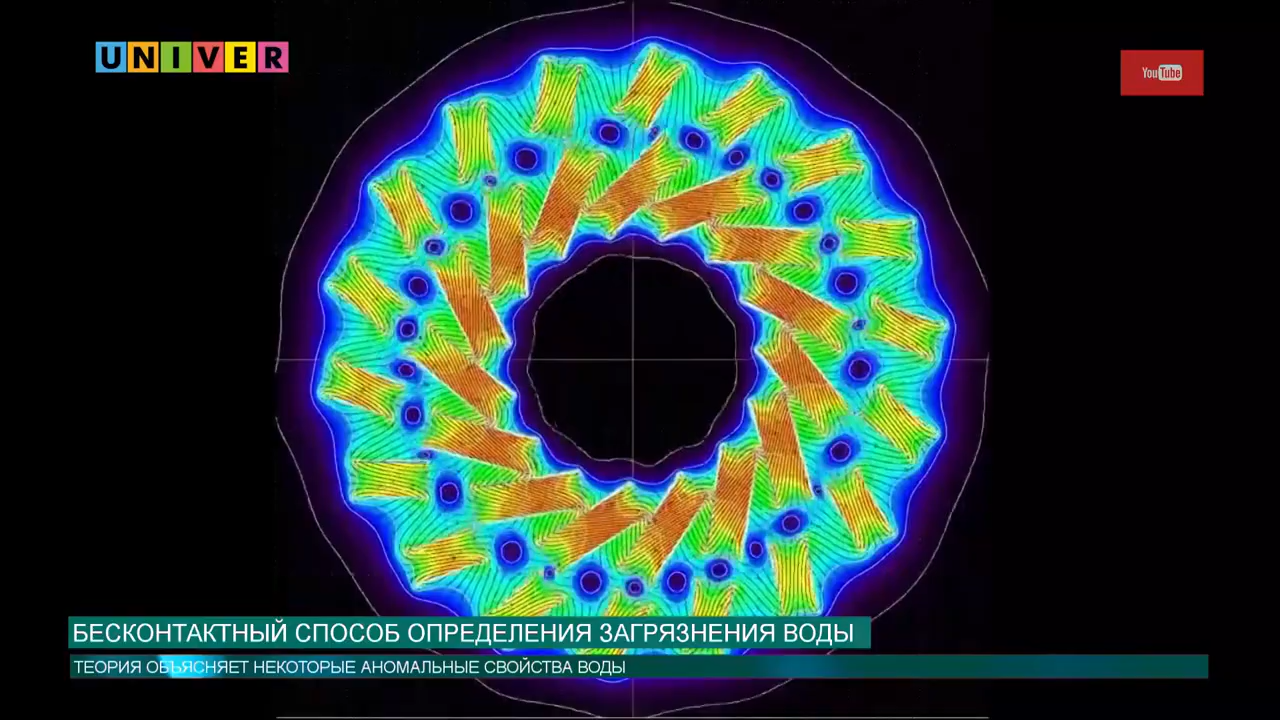 UNIVER
YouTube
БЕСКОНТАКТНЫЙ СПОСОБ ОПРЕДЕЛЕНИЯ ЗАГРЯЗНЕНИЯ ВОДЫ
ТЕОРИЯ ОБЪЯСНЯЕТ НЕКОТОРЫЕ АНОМАЛЬНЫЕ СВОЙСТВА ВОДЫ